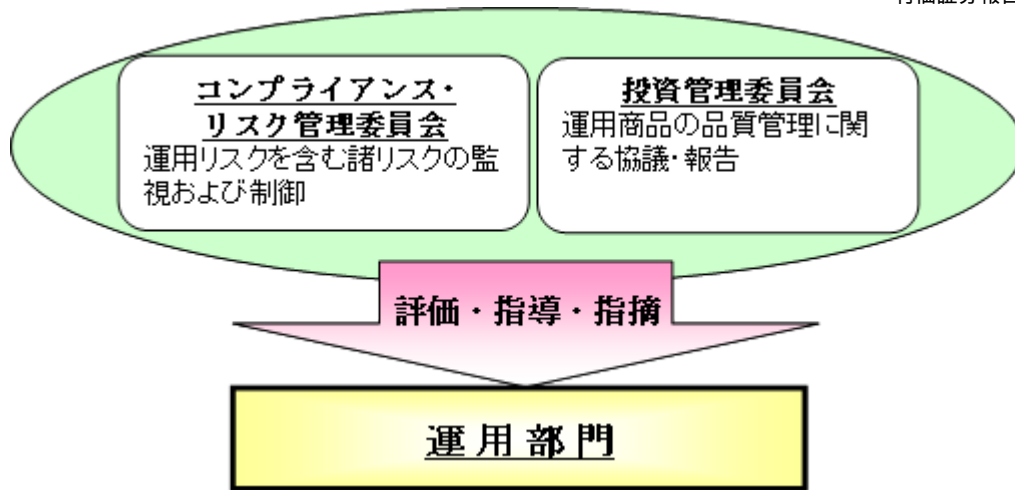 コンプライアンス・
リスク管理委員会
運用リスクを含む諸リスクの監
視および制御
投資管理委員会
運用商品の品質管理に関
する協議・報告
評価・指導・指摘
運用部門